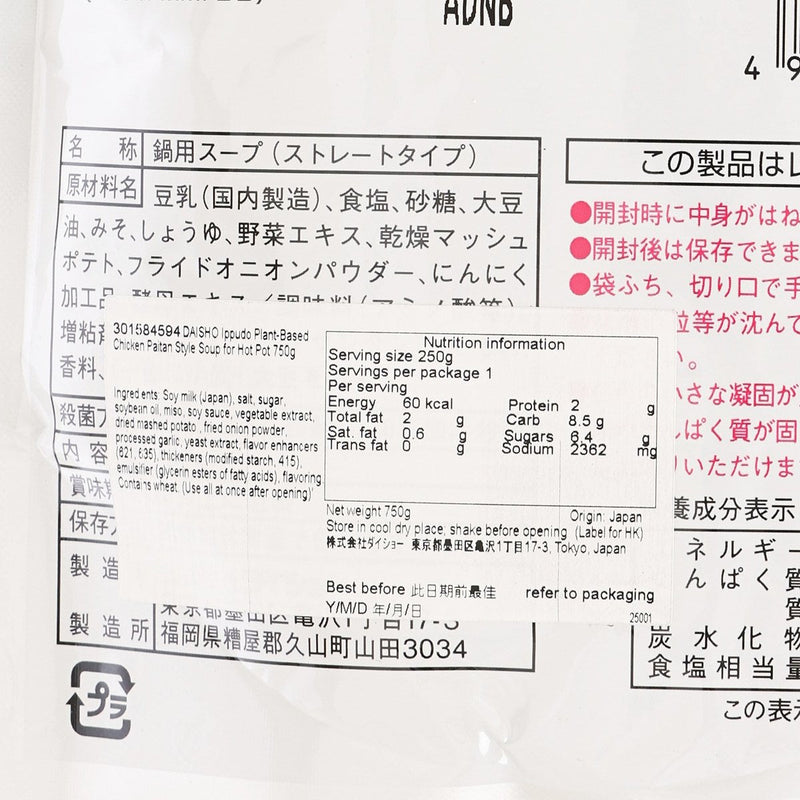 ADNB
4 9
名 称 鍋用スープ（ストレートタイプ）
原材料名 豆乳（国内製造）、食塩、砂糖、大豆
油、みそ、しょうゆ、野菜エキス、乾燥マッシュ
ポテト、フライドオニオンパウダー、にんにく
加工品
増粘剤
香料、
殺菌
内 容
賞味期
保存方
製 造
製 造 所 福岡県糟屋郡久山町山田3034
プラ
301584594 DAISHO Ippudo Plant-Based
Chicken Paitan Style Soup for Hot Pot 750g
Ingredients: Soy milk (Japan), salt, sugar,
soybean oil, miso, soy sauce, vegetable extract,
dried mashed potato, fried onion powder,
processed garlic, yeast extract, flavor enhancers
(621, 635), thickeners (modified starch, 415),
emulsifier (glycerin esters of fatty acids), flavoring
Contains wheat. (Use all at once after opening)'
Nutrition information
Serving size 250g
Servings per package 1
Per serving
Energy 60 kcal Protein 2 g
Total fat 2 g Carb 8.5 g
Sat. fat 0.6 g Sugars 6.4 g
Trans fat 0 g Sodium 2362 mg
Net weight 750g Origin: Japan
Store in cool dry place, shake before opening (Label for HK)
株式会社ダイショー 東京都墨田区亀沢1丁目17-3, Tokyo, Japan
Best before 此日期前最佳 refer to packaging
Y/M/D 年/月/日
25001
この製品はレ
●開封時に中身がはね
●開封後は保存できま
●袋ふち、切り口で手
位等が沈んで
い。
小さな凝固が
んぱく質が固
りいただけま
養成分表示
ネルギー
んぱく質
質
炭水化物
食塩相当量
この表示